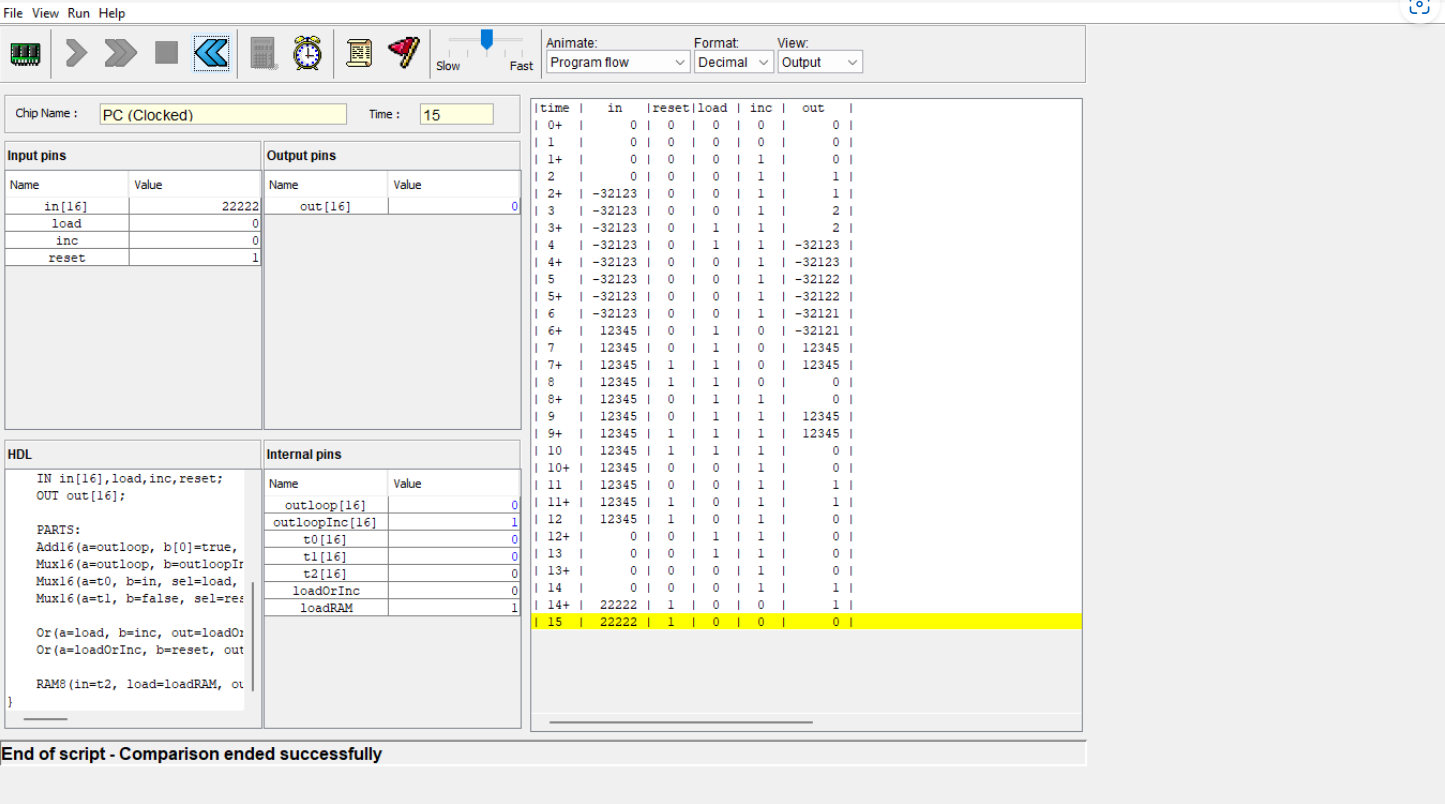 File View Run Help
Slow Fast
Animate: Format: View:
Program flow Decimal Output
Chip Name : PC (Clocked) Time : 15
Input pins
Name Value
in[16] 22222
load 0
inc 0
reset 1
Output pins
Name Value
out[16] 0
HDL
IN in[16],load,inc,reset;
OUT out[16];
PARTS:
Add16(a=outloop, b[0]=true,
Mux16(a=outloop, b=outloopIn
Mux16(a=t0, b=in, sel=load,
Mux16(a=t1, b=false, sel=res
Or(a=load, b=inc, out=loadOr
Or(a=loadOrInc, b=reset, out
RAM8(in=t2, load=loadRAM, ou
}
Internal pins
Name Value
outloop[16] 0
outloopInc[16] 1
t0[16] 0
t1[16] 0
t2[16] 0
loadOrInc 0
loadRAM 1
|time | in |reset|load | inc | out |
| 0+ | 0 | 0 | 0 | 0 | 0 |
| 1 | 0 | 0 | 0 | 0 | 0 |
| 1+ | 0 | 0 | 0 | 1 | 0 |
| 2 | 0 | 0 | 0 | 1 | 1 |
| 2+ | -32123 | 0 | 0 | 1 | 1 |
| 3 | -32123 | 0 | 0 | 1 | 2 |
| 3+ | -32123 | 0 | 1 | 1 | 2 |
| 4 | -32123 | 0 | 1 | 1 | -32123 |
| 4+ | -32123 | 0 | 0 | 1 | -32123 |
| 5 | -32123 | 0 | 0 | 1 | -32122 |
| 5+ | -32123 | 0 | 0 | 1 | -32122 |
| 6 | -32123 | 0 | 0 | 1 | -32121 |
| 6+ | 12345 | 0 | 1 | 0 | -32121 |
| 7 | 12345 | 0 | 1 | 0 | 12345 |
| 7+ | 12345 | 1 | 1 | 0 | 12345 |
| 8 | 12345 | 1 | 1 | 0 | 0 |
| 8+ | 12345 | 0 | 1 | 1 | 0 |
| 9 | 12345 | 0 | 1 | 1 | 12345 |
| 9+ | 12345 | 1 | 1 | 1 | 12345 |
| 10 | 12345 | 1 | 1 | 1 | 0 |
| 10+ | 12345 | 0 | 0 | 1 | 0 |
| 11 | 12345 | 0 | 0 | 1 | 1 |
| 11+ | 12345 | 1 | 0 | 1 | 1 |
| 12 | 12345 | 1 | 0 | 1 | 0 |
| 12+ | 0 | 0 | 1 | 1 | 0 |
| 13 | 0 | 0 | 1 | 1 | 0 |
| 13+ | 0 | 0 | 0 | 1 | 0 |
| 14 | 0 | 0 | 0 | 1 | 1 |
| 14+ | 22222 | 1 | 0 | 0 | 1 |
| 15 | 22222 | 1 | 0 | 0 | 0 |
End of script - Comparison ended successfully